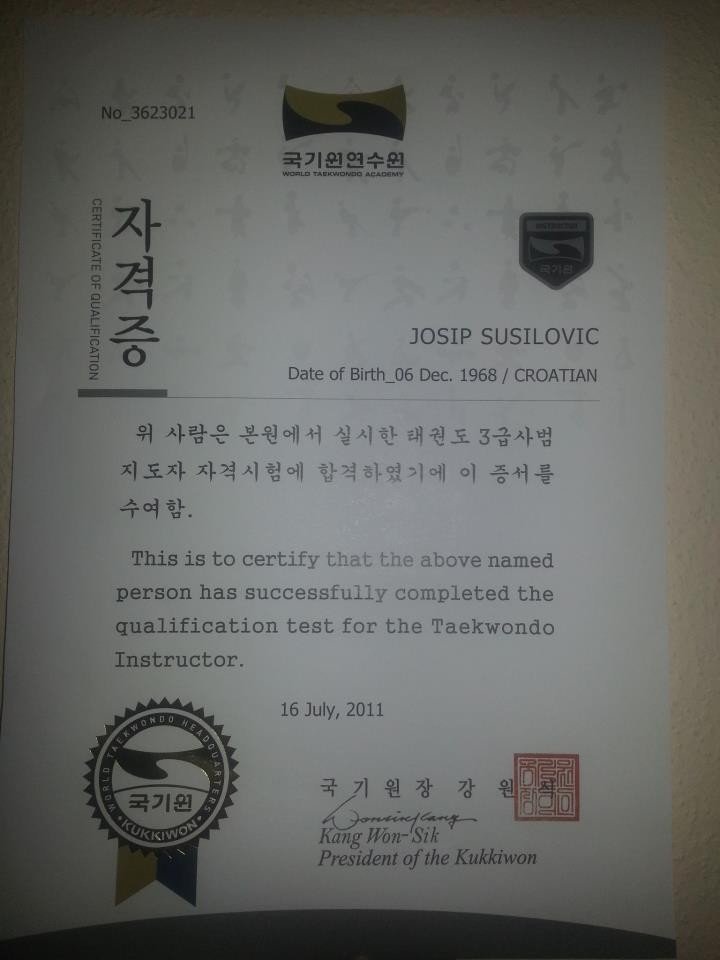 No_3623021
국기원연수원
WORLD TAEKWONDO ACADEMY
자격증
CERTIFICATE OF QUALIFICATION
INSTRUCTOR
국기원
JOSIP SUSILOVIC
Date of Birth_06 Dec. 1968 / CROATIAN
위 사람은 본원에서 실시한 태권도 3급사범
지도자 자격시험에 합격하였기에 이 증서를
수여함.
This is to certify that the above named
person has successfully completed the
qualification test for the Taekwondo
Instructor.
16 July, 2011
WORLD TAEKWONDO HEADQUARTERS
국기원
KUKKIWON
국기원장 강원식
Kang Won-Sik
President of the Kukkiwon